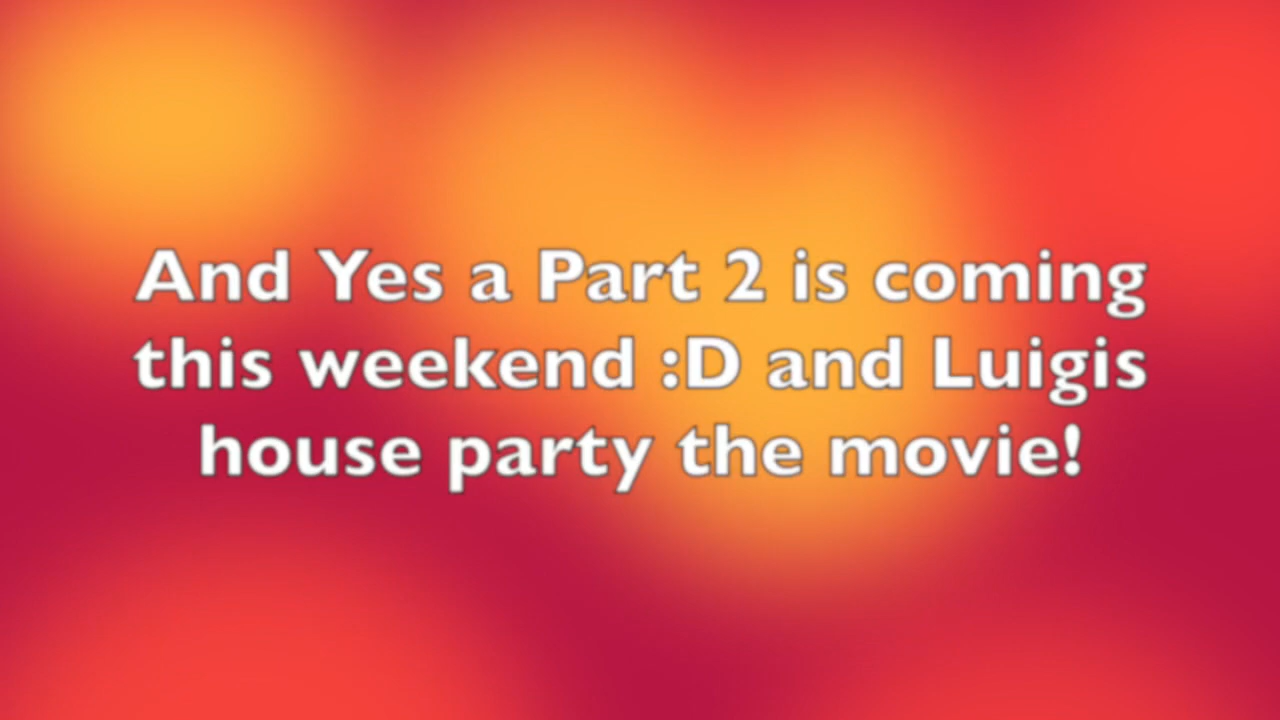 And Yes a Part 2 is coming
this weekend :D and Luigis
house party the movie!